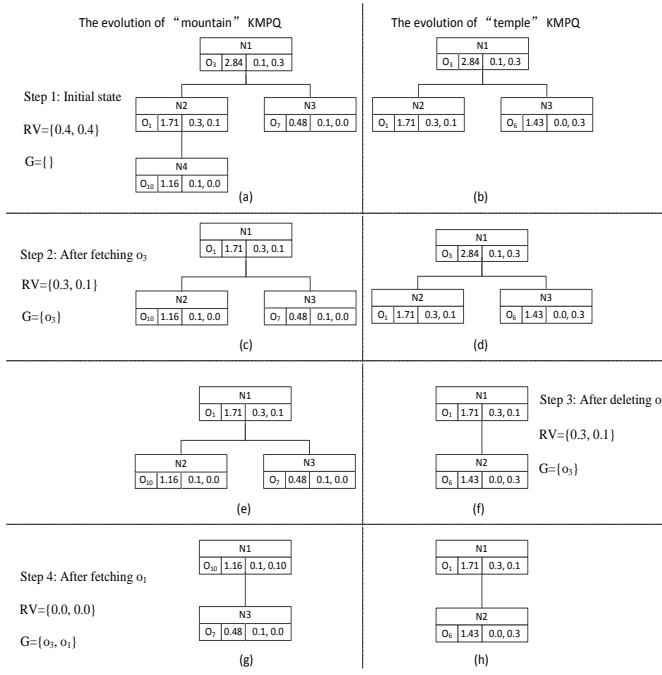 The evolution of “mountain” KMPQ
The evolution of “temple” KMPQ
Step 1: Initial state
RV={0.4, 0.4}
G={}
N1
O3 2.84 0.1, 0.3
N2
O1 1.71 0.3, 0.1
N3
O7 0.48 0.1, 0.0
N4
O10 1.16 0.1, 0.0
(a)
N1
O3 2.84 0.1, 0.3
N2
O1 1.71 0.3, 0.1
N3
O6 1.43 0.0, 0.3
(b)
Step 2: After fetching o3
RV={0.3, 0.1}
G={o3}
N1
O1 1.71 0.3, 0.1
N2
O10 1.16 0.1, 0.0
N3
O7 0.48 0.1, 0.0
(c)
N1
O3 2.84 0.1, 0.3
N2
O1 1.71 0.3, 0.1
N3
O6 1.43 0.0, 0.3
(d)
N1
O1 1.71 0.3, 0.1
N2
O10 1.16 0.1, 0.0
N3
O7 0.48 0.1, 0.0
(e)
N1
O1 1.71 0.3, 0.1
N2
O6 1.43 0.0, 0.3
(f)
Step 3: After deleting o
RV={0.3, 0.1}
G={o3}
Step 4: After fetching o1
RV={0.0, 0.0}
G={o3, o1}
N1
O10 1.16 0.1, 0.10
N3
O7 0.48 0.1, 0.0
(g)
N1
O1 1.71 0.3, 0.1
N2
O6 1.43 0.0, 0.3
(h)